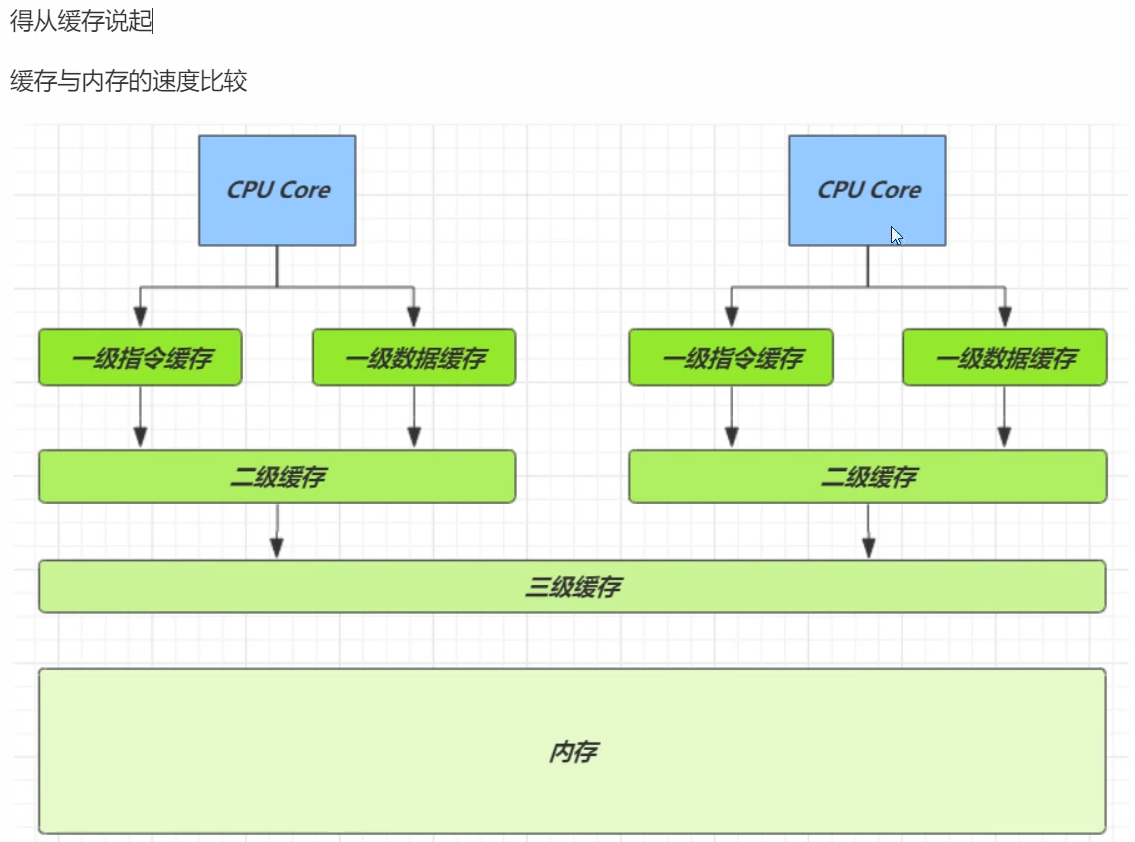 得从缓存说起
缓存与内存的速度比较
CPU Core CPU Core
一级指令缓存 一级数据缓存 一级指令缓存 一级数据缓存
二级缓存 二级缓存
三级缓存
内存